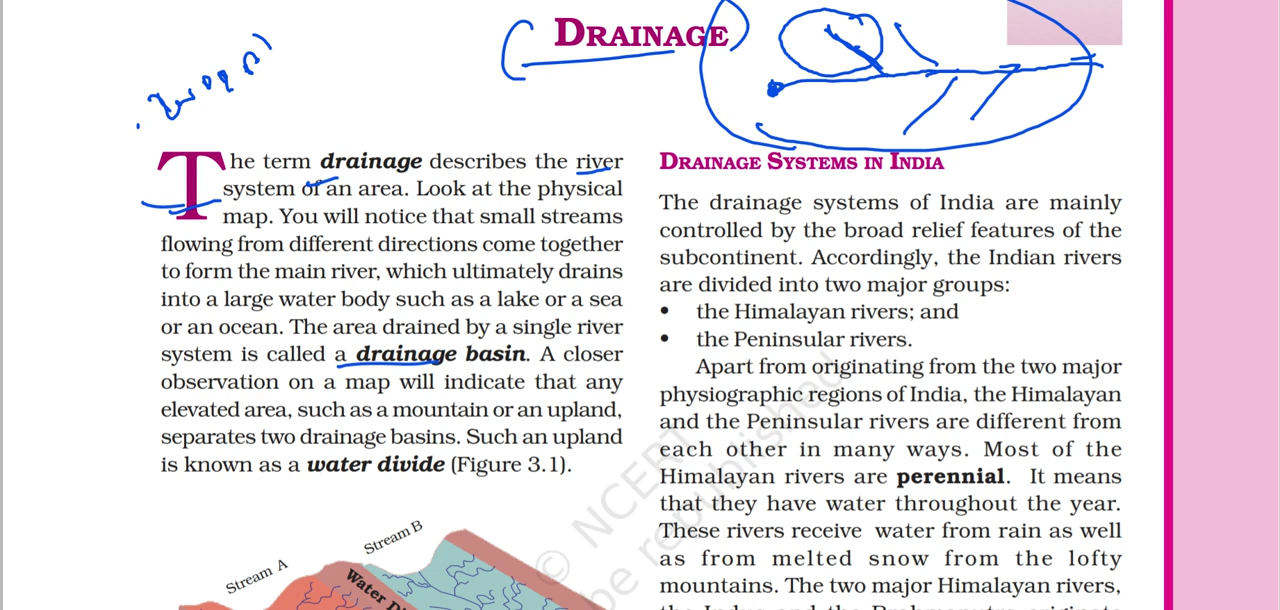 DRAINAGE
The term drainage describes the river
system of an area. Look at the physical
map. You will notice that small streams
flowing from different directions come together
to form the main river, which ultimately drains
into a large water body such as a lake or a sea
or an ocean. The area drained by a single river
system is called a drainage basin. A closer
observation on a map will indicate that any
elevated area, such as a mountain or an upland,
separates two drainage basins. Such an upland
is known as a water divide (Figure 3.1).
Stream A
Stream B
Water
DRAINAGE SYSTEMS IN INDIA
The drainage systems of India are mainly
controlled by the broad relief features of the
subcontinent. Accordingly, the Indian rivers
are divided into two major groups:
• the Himalayan rivers; and
• the Peninsular rivers.
Apart from originating from the two major
physiographic regions of India, the Himalayan
and the Peninsular rivers are different from
each other in many ways. Most of the
Himalayan rivers are perennial. It means
that they have water throughout the year.
These rivers receive water from rain as well
as from melted snow from the lofty
mountains. The two major Himalayan rivers,
© NCERT
be republished